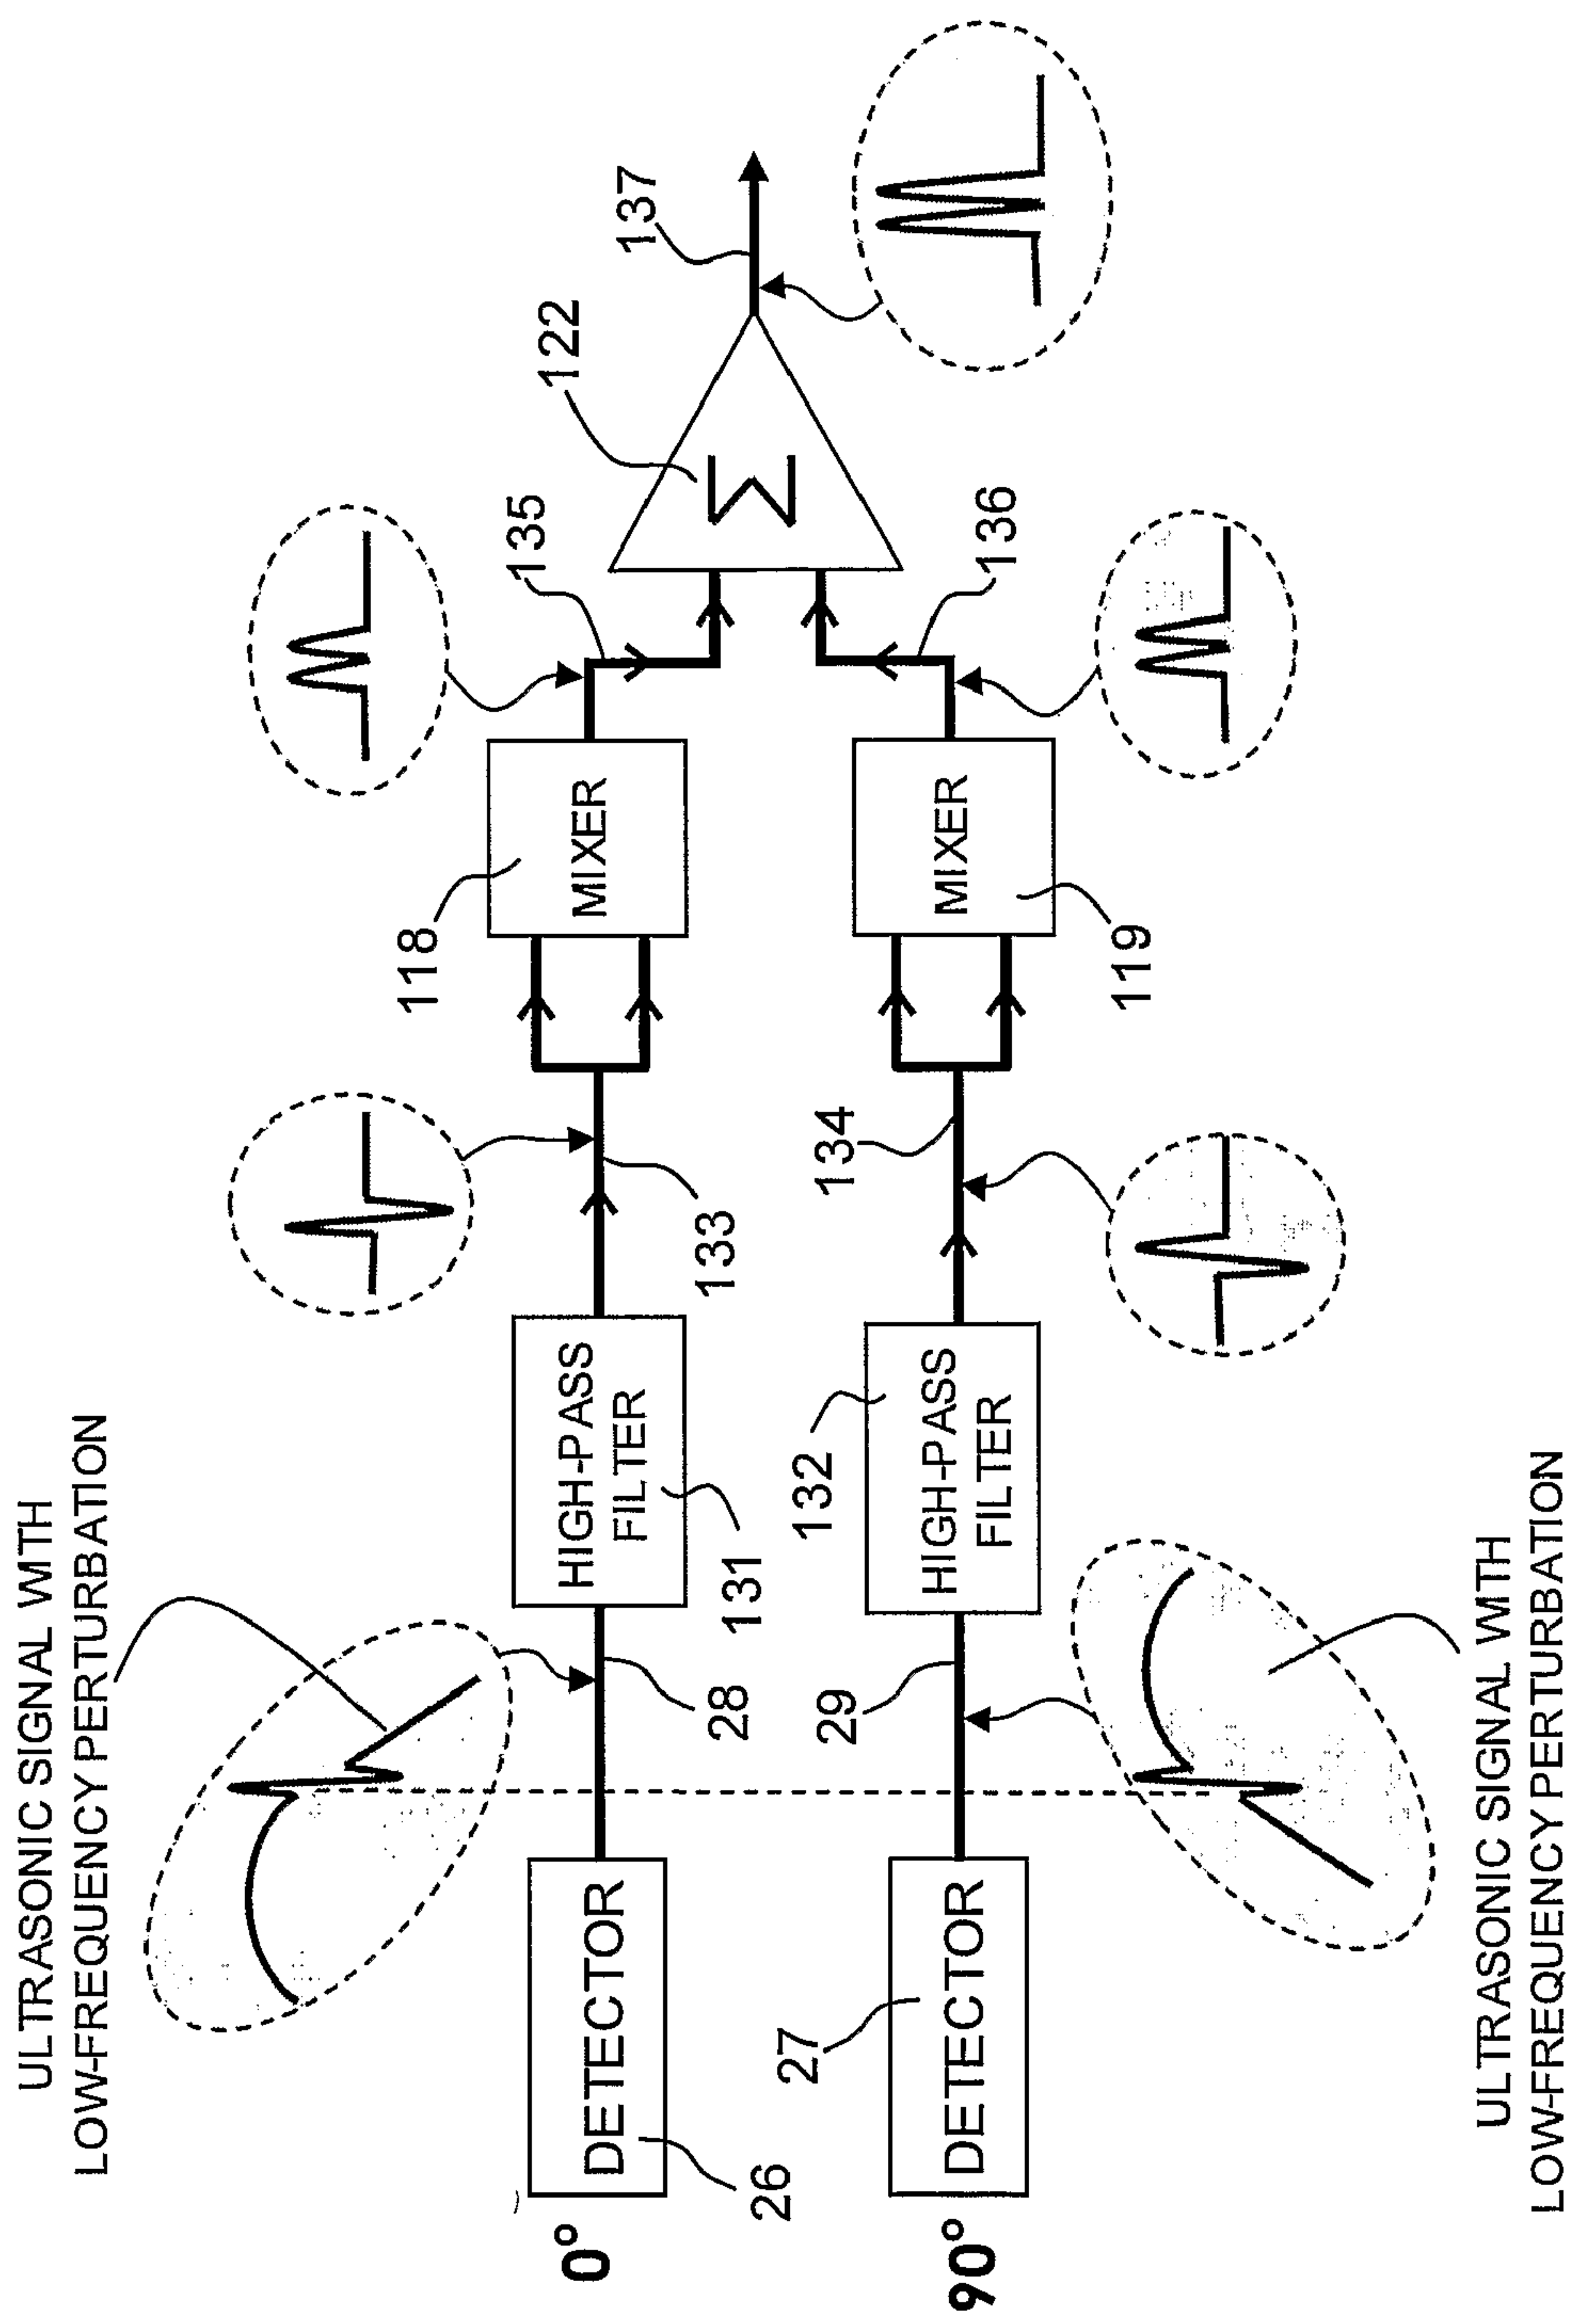 ULTRASONIC SIGNAL WITH
LOW-FREQUENCY PERTURBATION
0°
DETECTOR
26
28
HIGH-PASS
FILTER
131
133
118
MIXER
135
122
Σ
137
90°
DETECTOR
27
29
HIGH-PASS
FILTER
132
134
MIXER
119
136
ULTRASONIC SIGNAL WITH
LOW-FREQUENCY PERTURBATION